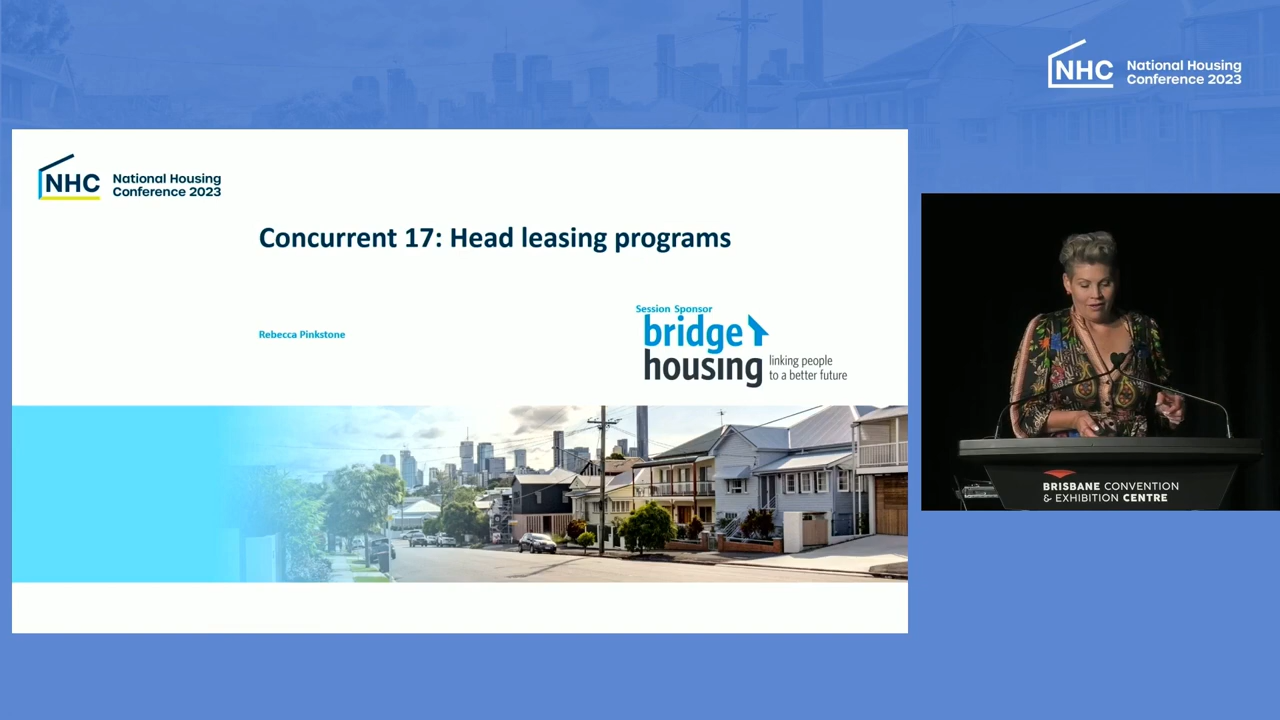 NHC
National Housing
Conference 2023
NHC
National Housing
Conference 2023
Concurrent 17: Head leasing programs
Rebecca Pinkstone
Session Sponsor
bridge
housing
linking people
to a better future
BRISBANE CONVENTION
& EXHIBITION CENTRE